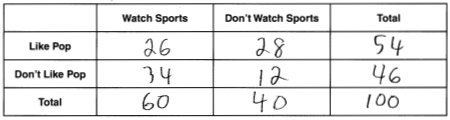 Watch Sports Don't Watch Sports Total
Like Pop 26 28 54
Don't Like Pop 34 12 46
Total 60 40 100